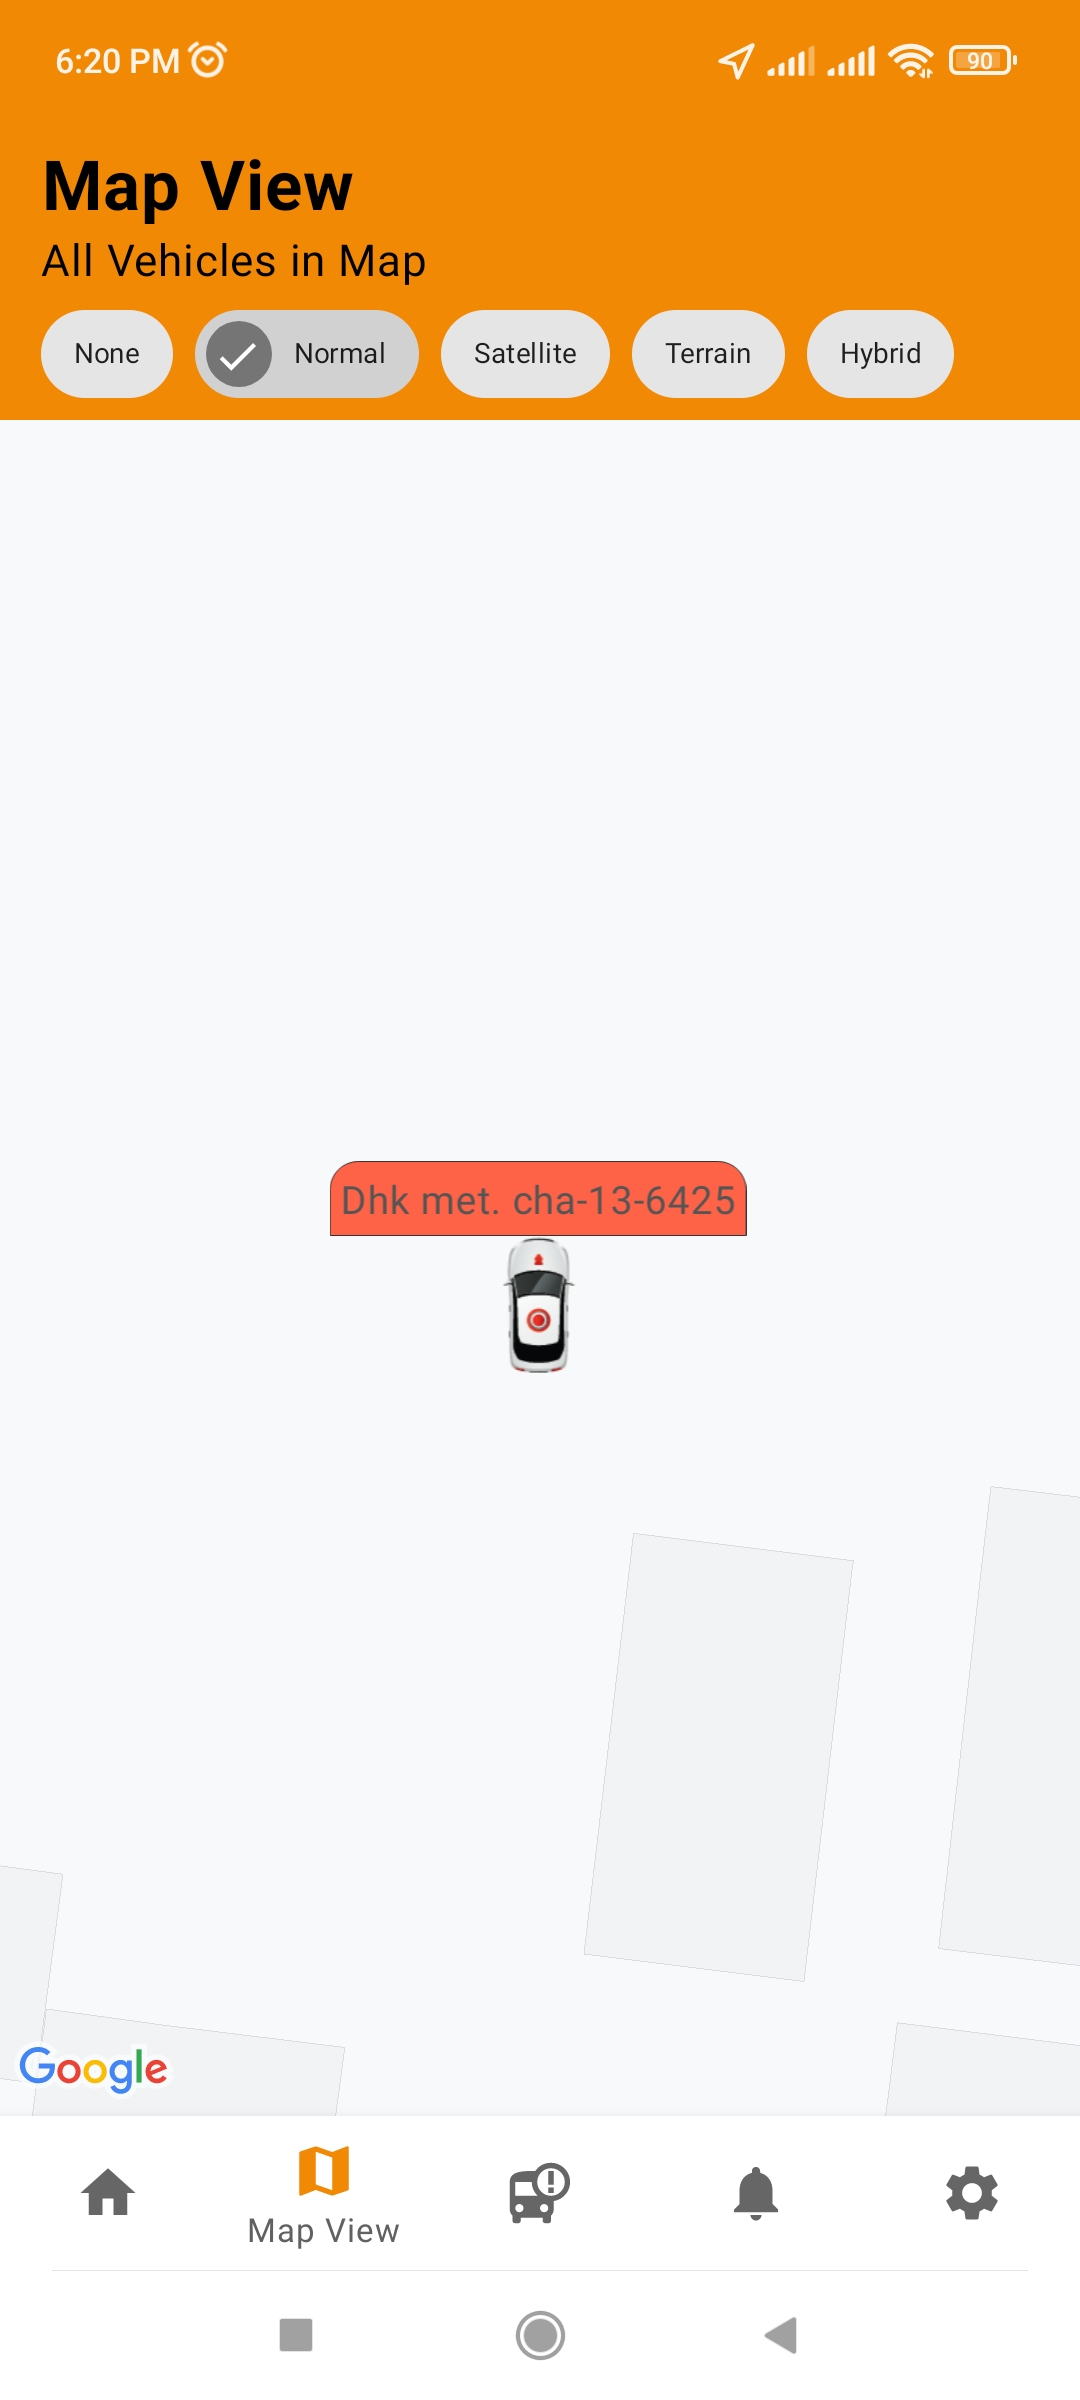 6:20 PM 90
Map View
All Vehicles in Map
None Normal Satellite Terrain Hybrid
Dhk met. cha-13-6425
Google
Map View